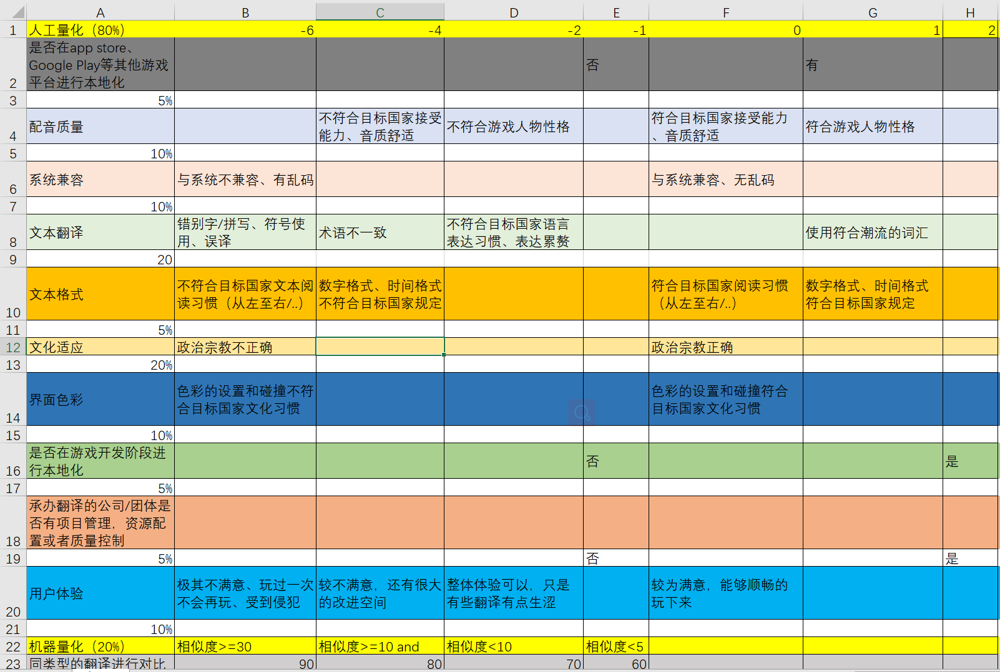 A B C D E F G H
1 人工量化（80%） -6 -4 -2 -1 0 1 2
是否在app store、
Google Play等其他游戏 否 有
2 平台进行本地化
3 5%
不符合目标国家接受 符合目标国家接受能力
4 配音质量 能力、音质舒适 不符合游戏人物性格 、音质舒适 符合游戏人物性格
5 10%
6 系统兼容 与系统不兼容、有乱码 与系统兼容、无乱码
7 10%
错别字/拼写、符号使 不符合目标国家语言
8 文本翻译 用、误译 术语不一致 表达习惯、表达累赘 使用符合潮流的词汇
9 20
不符合目标国家文本阅 数字格式、时间格式 符合目标国家阅读习惯 数字格式、时间格式
10 文本格式 读习惯（从左至右/..） 不符合目标国家规定 （从左至右/..） 符合目标国家规定
11 5%
12 文化适应 政治宗教不正确 政治宗教正确
13 20%
色彩的设置和碰撞不符 色彩的设置和碰撞符合
14 界面色彩 合目标国家文化习惯 目标国家文化习惯
15 10%
是否在游戏开发阶段进
16 行本地化 否 是
17 5%
承办翻译的公司/团体是
否有项目管理，资源配
18 置或者质量控制
19 5% 否 是
极其不满意、玩过一次 较不满意，还有很大 整体体验可以，只是 较为满意，能够顺畅的
20 用户体验 不会再玩、受到侵犯 的改进空间 有些翻译有点生涩 玩下来
21 10%
22 机器量化（20%） 相似度>=30 相似度>=10 and 相似度<10 相似度<5
23 同类型的翻译进行对比 90 80 70 60